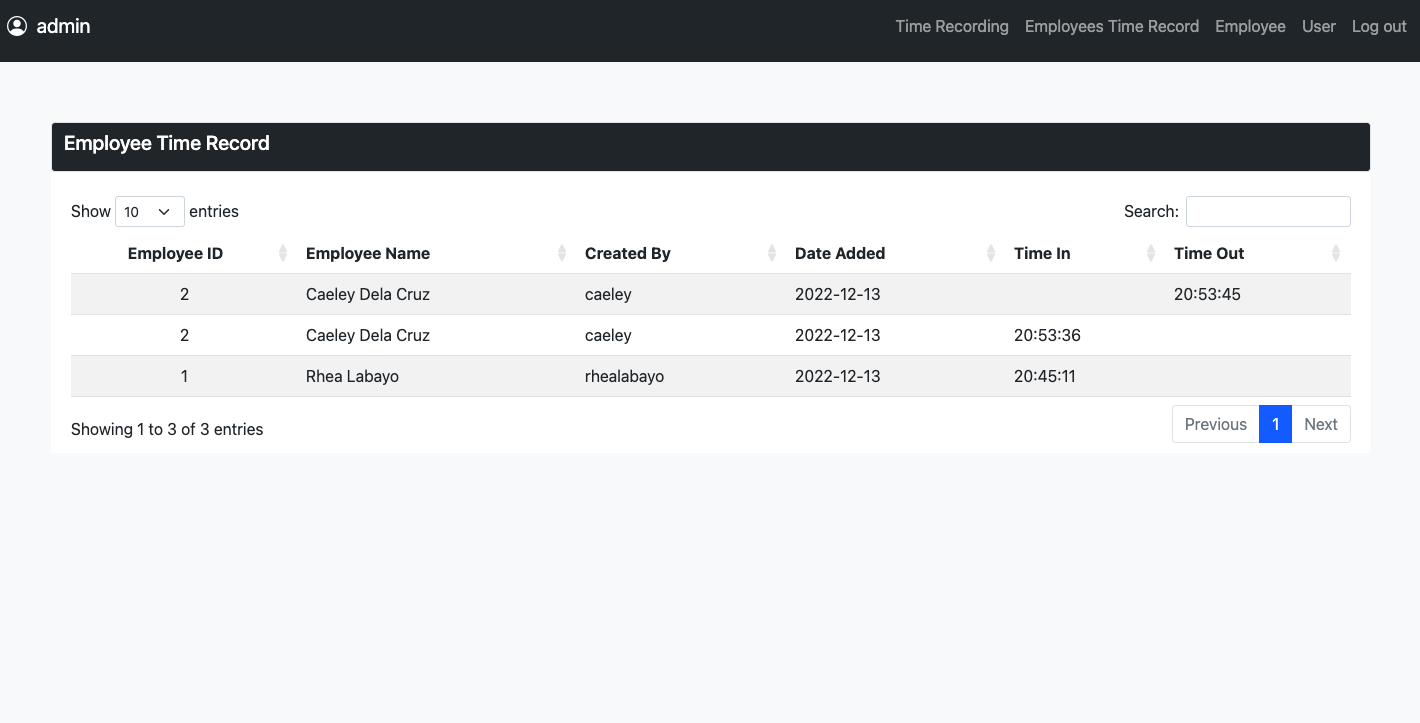 admin Time Recording Employees Time Record Employee User Log out
Employee Time Record
Show 10 entries Search:
Employee ID Employee Name Created By Date Added Time In Time Out
2 Caeley Dela Cruz caeley 2022-12-13 20:53:45
2 Caeley Dela Cruz caeley 2022-12-13 20:53:36
1 Rhea Labayo rhealabayo 2022-12-13 20:45:11
Showing 1 to 3 of 3 entries Previous 1 Next